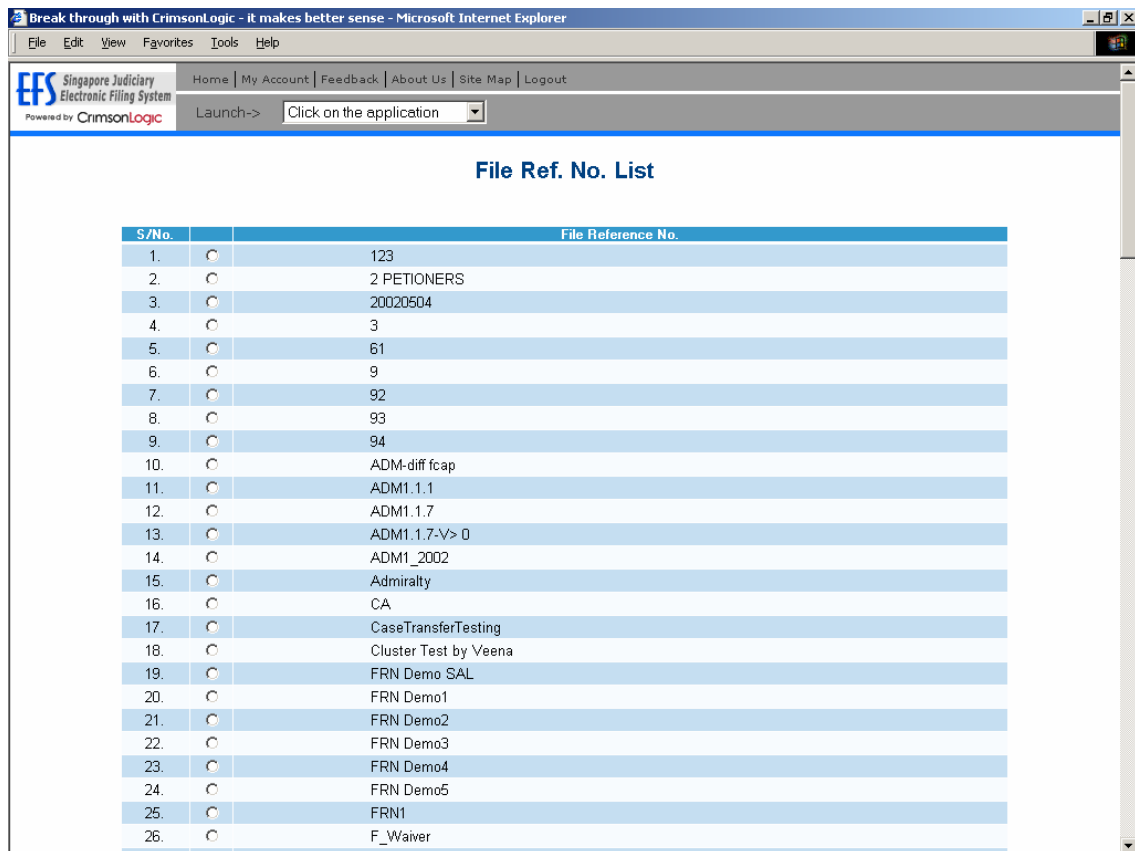 Break through with CrimsonLogic - it makes better sense - Microsoft Internet Explorer
File Edit View Favorites Tools Help
EFS Singapore Judiciary Electronic Filing System
Powered by CrimsonLogic
Home | My Account | Feedback | About Us | Site Map | Logout
Launch-> Click on the application
File Ref. No. List
S/No. File Reference No.
1. 123
2. 2 PETIONERS
3. 20020504
4. 3
5. 61
6. 9
7. 92
8. 93
9. 94
10. ADM-diff fcap
11. ADM1.1.1
12. ADM1.1.7
13. ADM1.1.7-V> 0
14. ADM1_2002
15. Admiralty
16. CA
17. CaseTransferTesting
18. Cluster Test by Veena
19. FRN Demo SAL
20. FRN Demo1
21. FRN Demo2
22. FRN Demo3
23. FRN Demo4
24. FRN Demo5
25. FRN1
26. F_Waiver